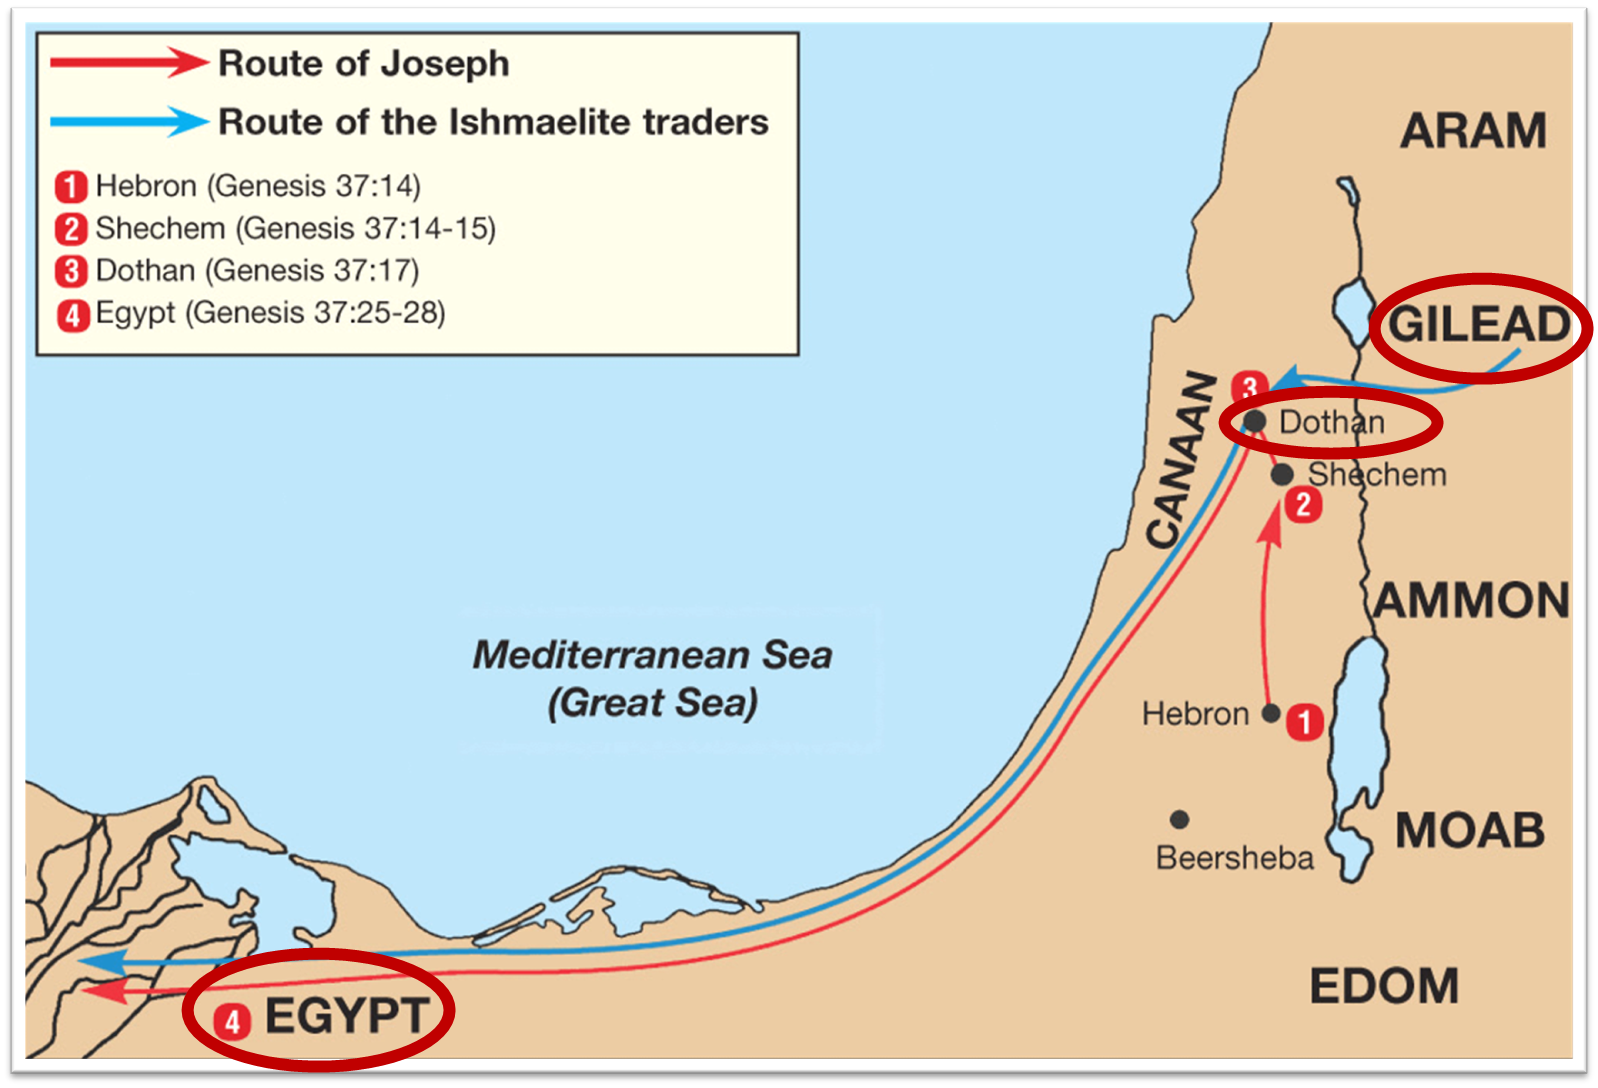 Route of Joseph
Route of the Ishmaelite traders
1 Hebron (Genesis 37:14)
2 Shechem (Genesis 37:14-15)
3 Dothan (Genesis 37:17)
4 Egypt (Genesis 37:25-28)
ARAM
GILEAD
CANAAN
3
Dothan
Shechem
2
AMMON
Mediterranean Sea
(Great Sea)
Hebron 1
Beersheba
MOAB
EDOM
4 EGYPT